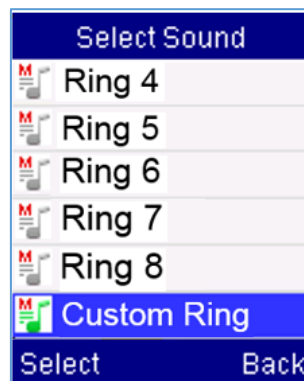 Select Sound
M Ring 4
M Ring 5
M Ring 6
M Ring 7
M Ring 8
M Custom Ring
Select Back